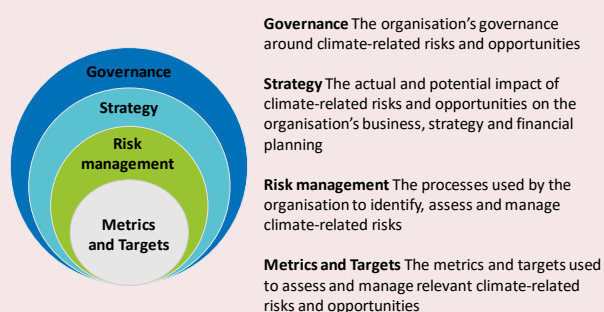 Governance
Strategy
Risk
management
Metrics
and Targets
Governance The organisation's governance
around climate-related risks and opportunities
Strategy The actual and potential impact of
climate-related risks and opportunities on the
organisation's business, strategy and financial
planning
Risk management The processes used by the
organisation to identify, assess and manage
climate-related risks
Metrics and Targets The metrics and targets used
to assess and manage relevant climate-related
risks and opportunities